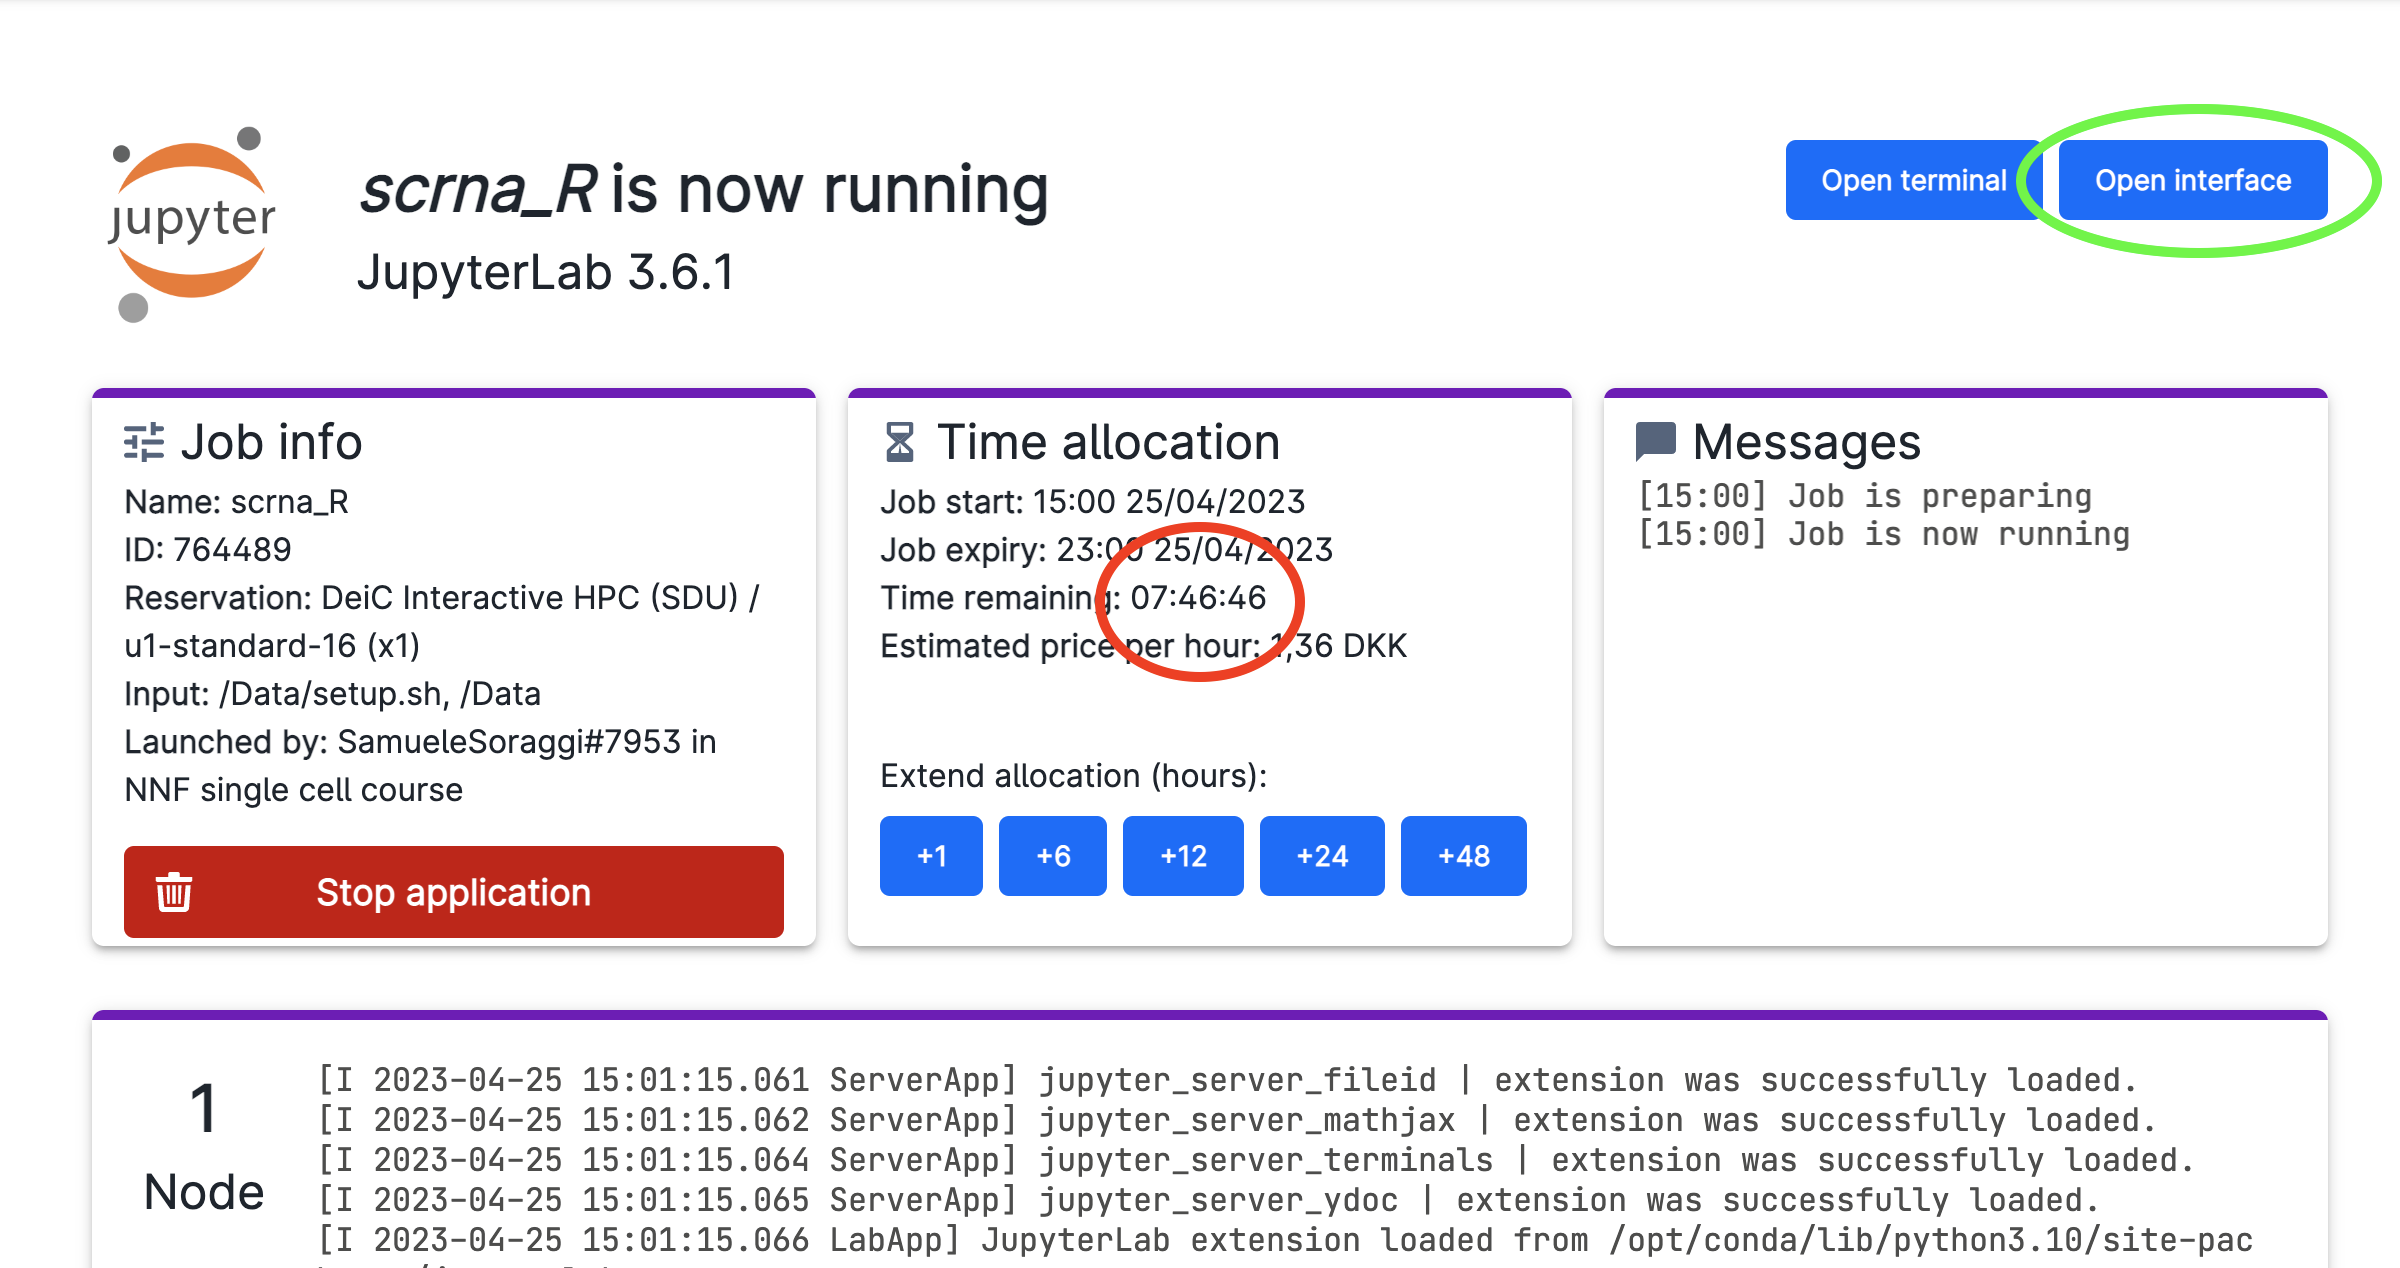 jupyter
scrna_R is now running
JupyterLab 3.6.1
Open terminal
Open interface
Job info
Name: scrna_R
ID: 764489
Reservation: DeiC Interactive HPC (SDU) /
u1-standard-16 (x1)
Input: /Data/setup.sh, /Data
Launched by: SamueleSoraggi#7953 in
NNF single cell course
Stop application
Time allocation
Job start: 15:00 25/04/2023
Job expiry: 23:00 25/04/2023
Time remaining: 07:46:46
Estimated price per hour: 1,36 DKK
Extend allocation (hours):
+1
+6
+12
+24
+48
Messages
[15:00] Job is preparing
[15:00] Job is now running
1
Node
[I 2023-04-25 15:01:15.061 ServerApp] jupyter_server_fileid | extension was successfully loaded.
[I 2023-04-25 15:01:15.062 ServerApp] jupyter_server_mathjax | extension was successfully loaded.
[I 2023-04-25 15:01:15.064 ServerApp] jupyter_server_terminals | extension was successfully loaded.
[I 2023-04-25 15:01:15.065 ServerApp] jupyter_server_ydoc | extension was successfully loaded.
[I 2023-04-25 15:01:15.066 LabApp] JupyterLab extension loaded from /opt/conda/lib/python3.10/site-pac